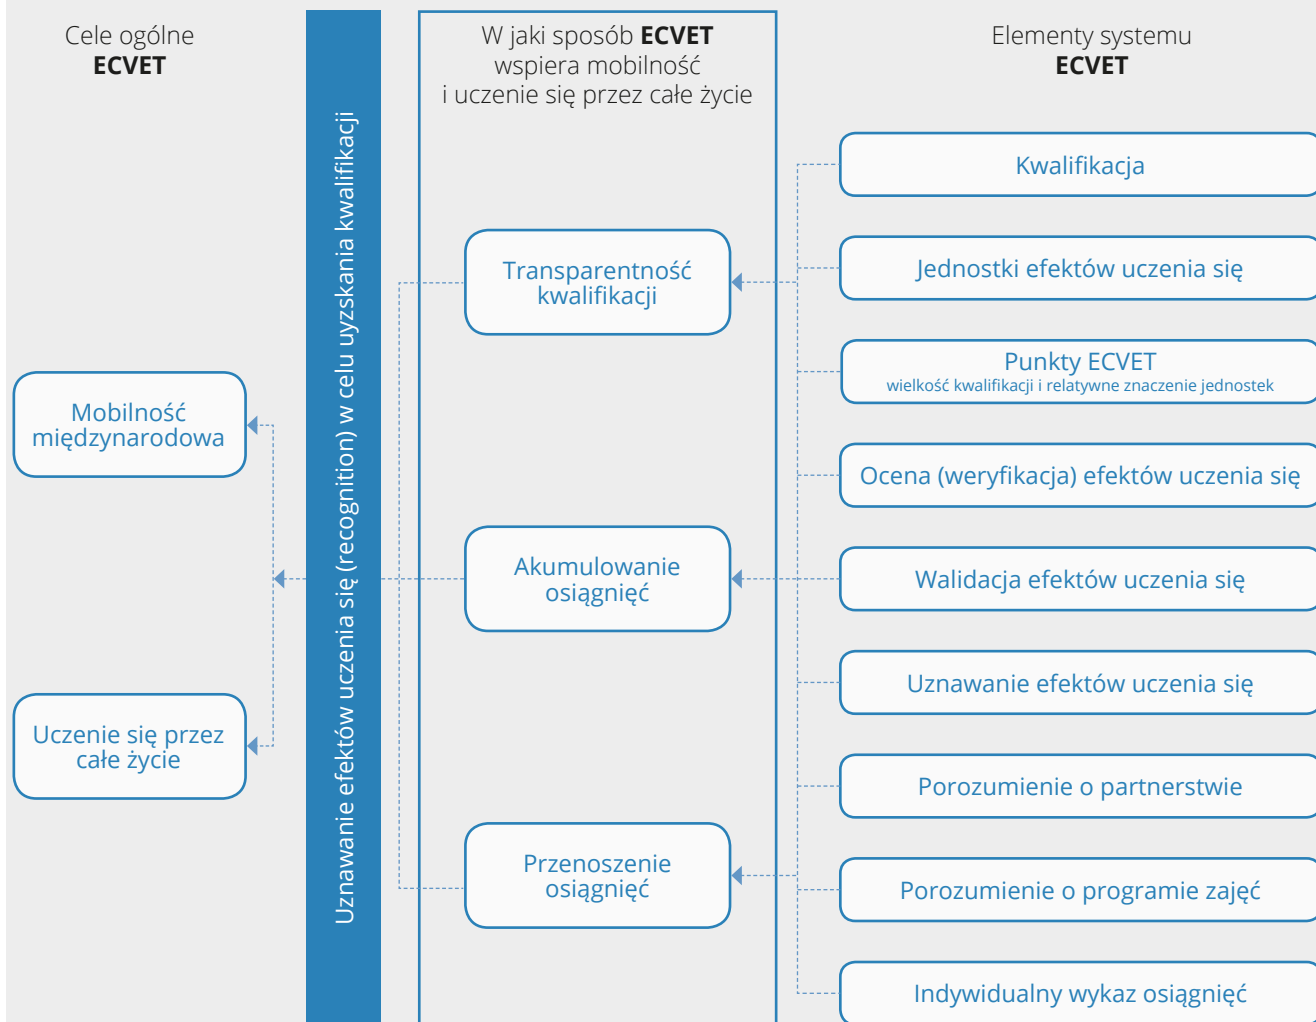 Cele ogólne
ECVET
Uznawanie efektów uczenia się (recognition) w celu uyzskania kwalifikacji
W jaki sposób ECVET
wspiera mobilność
i uczenie się przez całe życie
Elementy systemu
ECVET
Mobilność
międzynarodowa
Uczenie się przez
całe życie
Transparentność
kwalifikacji
Akumulowanie
osiągnięć
Przenoszenie
osiągnięć
Kwalifikacja
Jednostki efektów uczenia się
Punkty ECVET
wielkość kwalifikacji i relatywne znaczenie jednostek
Ocena (weryfikacja) efektów uczenia się
Walidacja efektów uczenia się
Uznawanie efektów uczenia się
Porozumienie o partnerstwie
Porozumienie o programie zajęć
Indywidualny wykaz osiągnięć